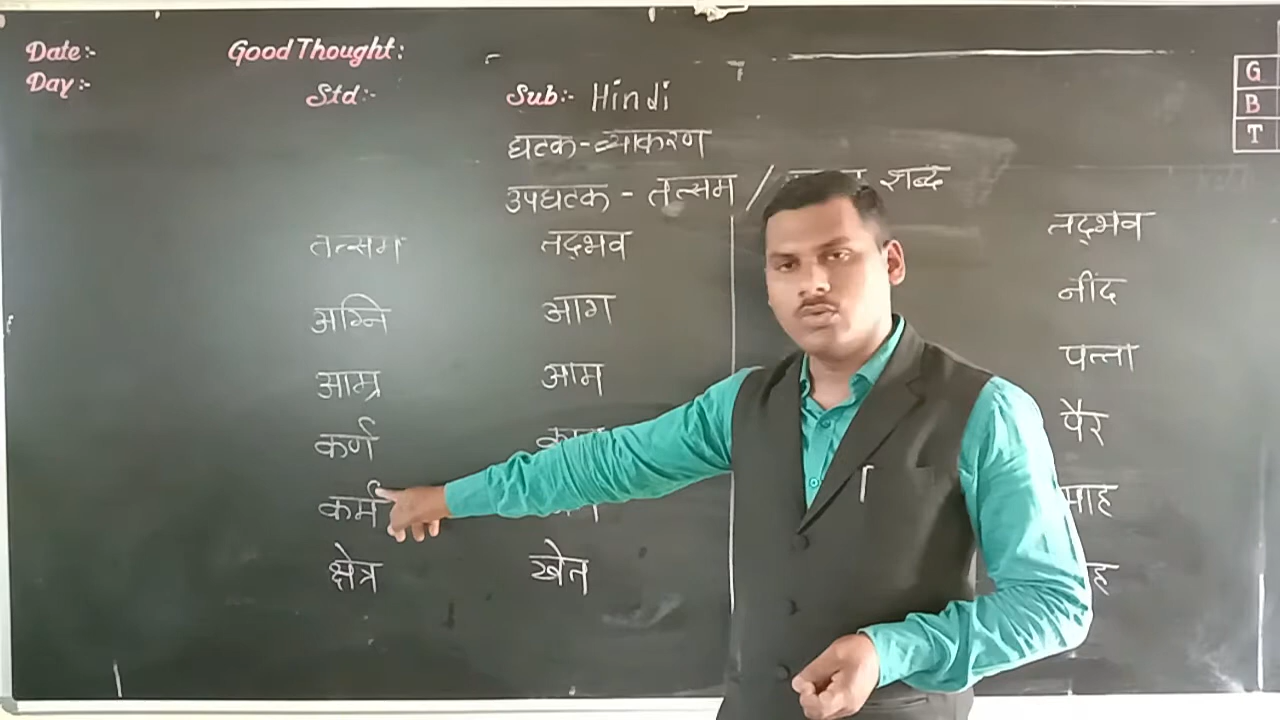 Date:- Good Thought:
Day:- Std:- Sub:- Hindi
घटक-व्याकरण
उपघटक - तत्सम / शब्द
तत्सम तद्भव तद्भव
अग्नि आग नींद
आम्र आम पत्ता
कर्ण पैर
कर्म
क्षेत्र खेत
G
B
T